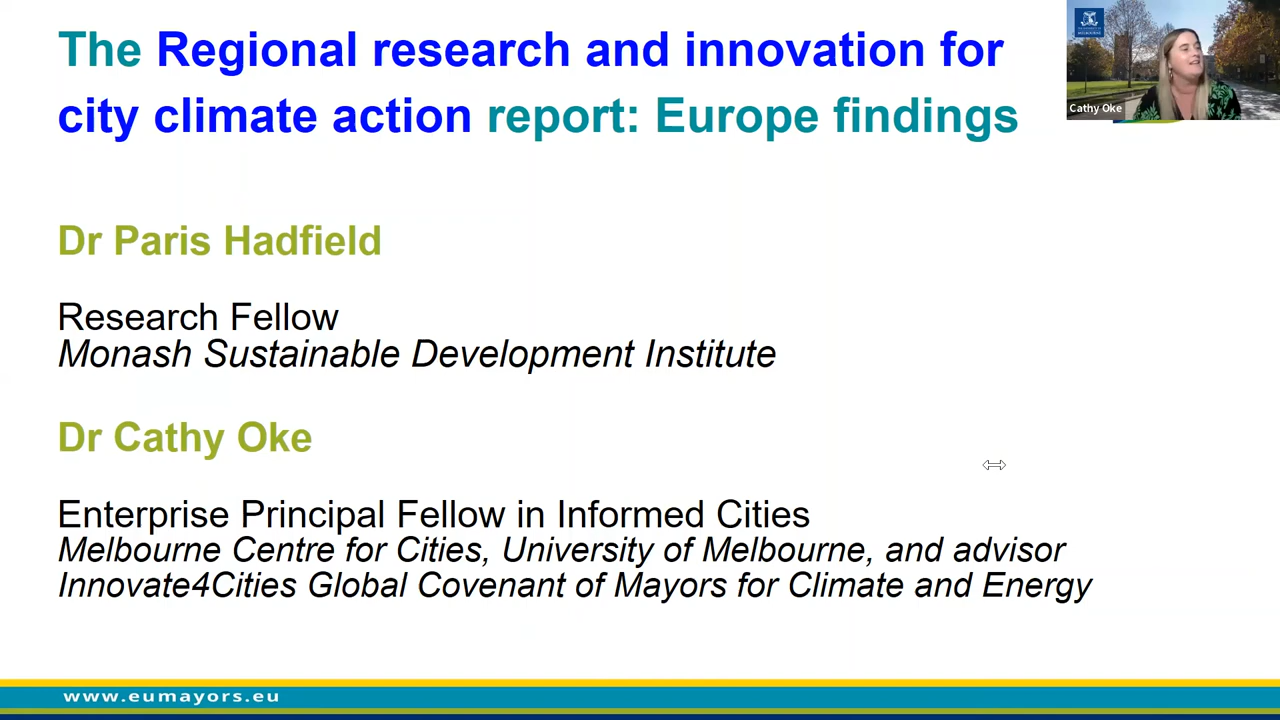 The Regional research and innovation for
city climate action report: Europe findings
Cathy Oke
Dr Paris Hadfield
Research Fellow
Monash Sustainable Development Institute
Dr Cathy Oke
Enterprise Principal Fellow in Informed Cities
Melbourne Centre for Cities, University of Melbourne, and advisor
Innovate4Cities Global Covenant of Mayors for Climate and Energy
www.eumayors.eu